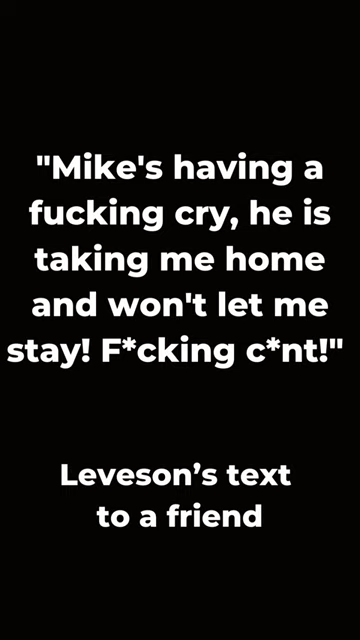 "Mike's having a
fucking cry, he is
taking me home
and won't let me
stay! F*cking c*nt!"
Leveson’s text
to a friend